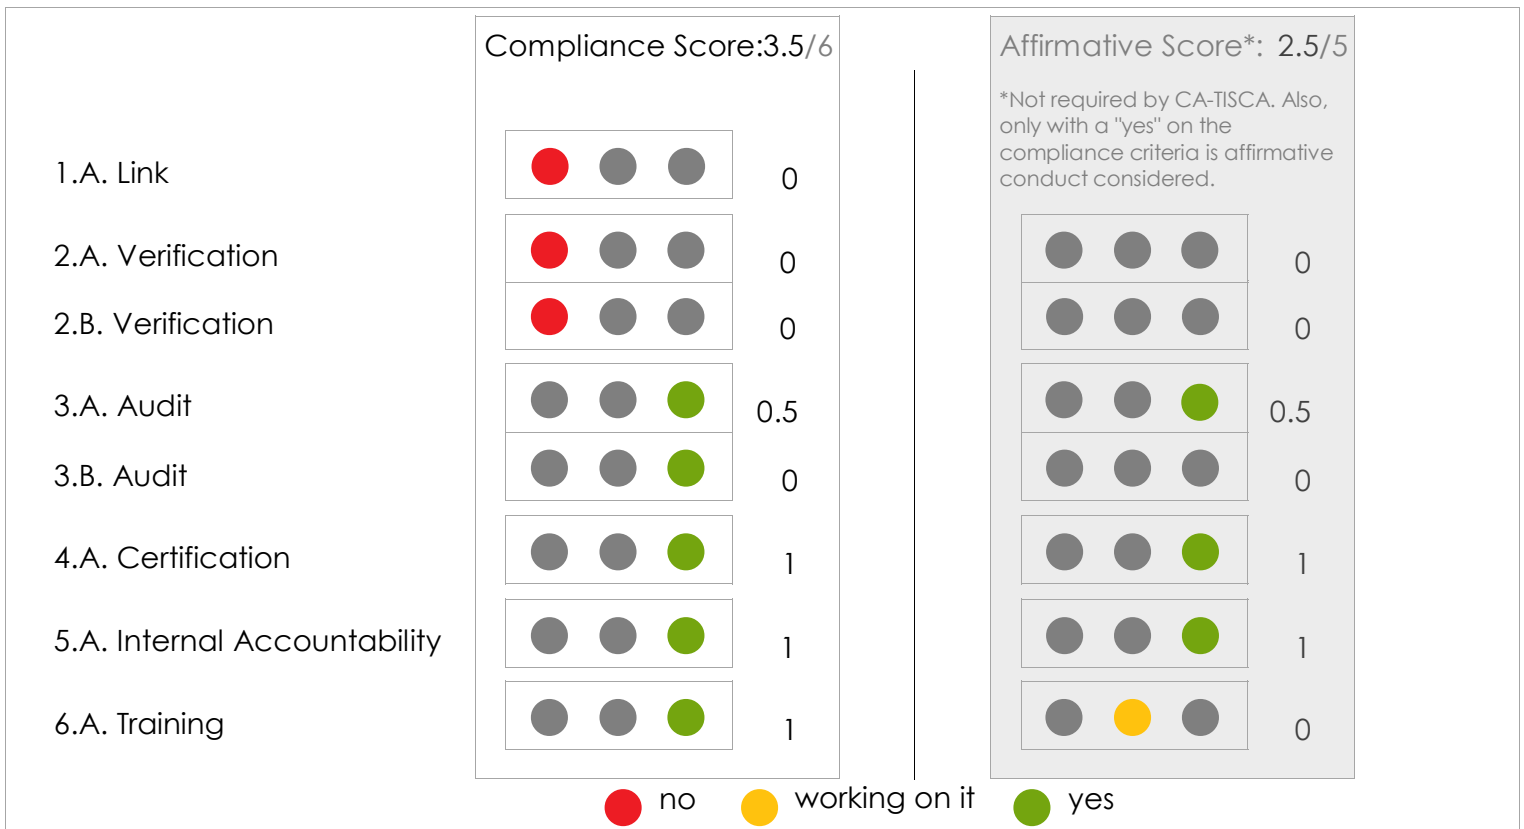 Compliance Score:3.5/6
Affirmative Score*: 2.5/5
*Not required by CA-TISCA. Also,
only with a "yes" on the
compliance criteria is affirmative
conduct considered.
1.A. Link 0
2.A. Verification 0 0
2.B. Verification 0 0
3.A. Audit 0.5 0.5
3.B. Audit 0 0
4.A. Certification 1 1
5.A. Internal Accountability 1 1
6.A. Training 1 0
no working on it yes